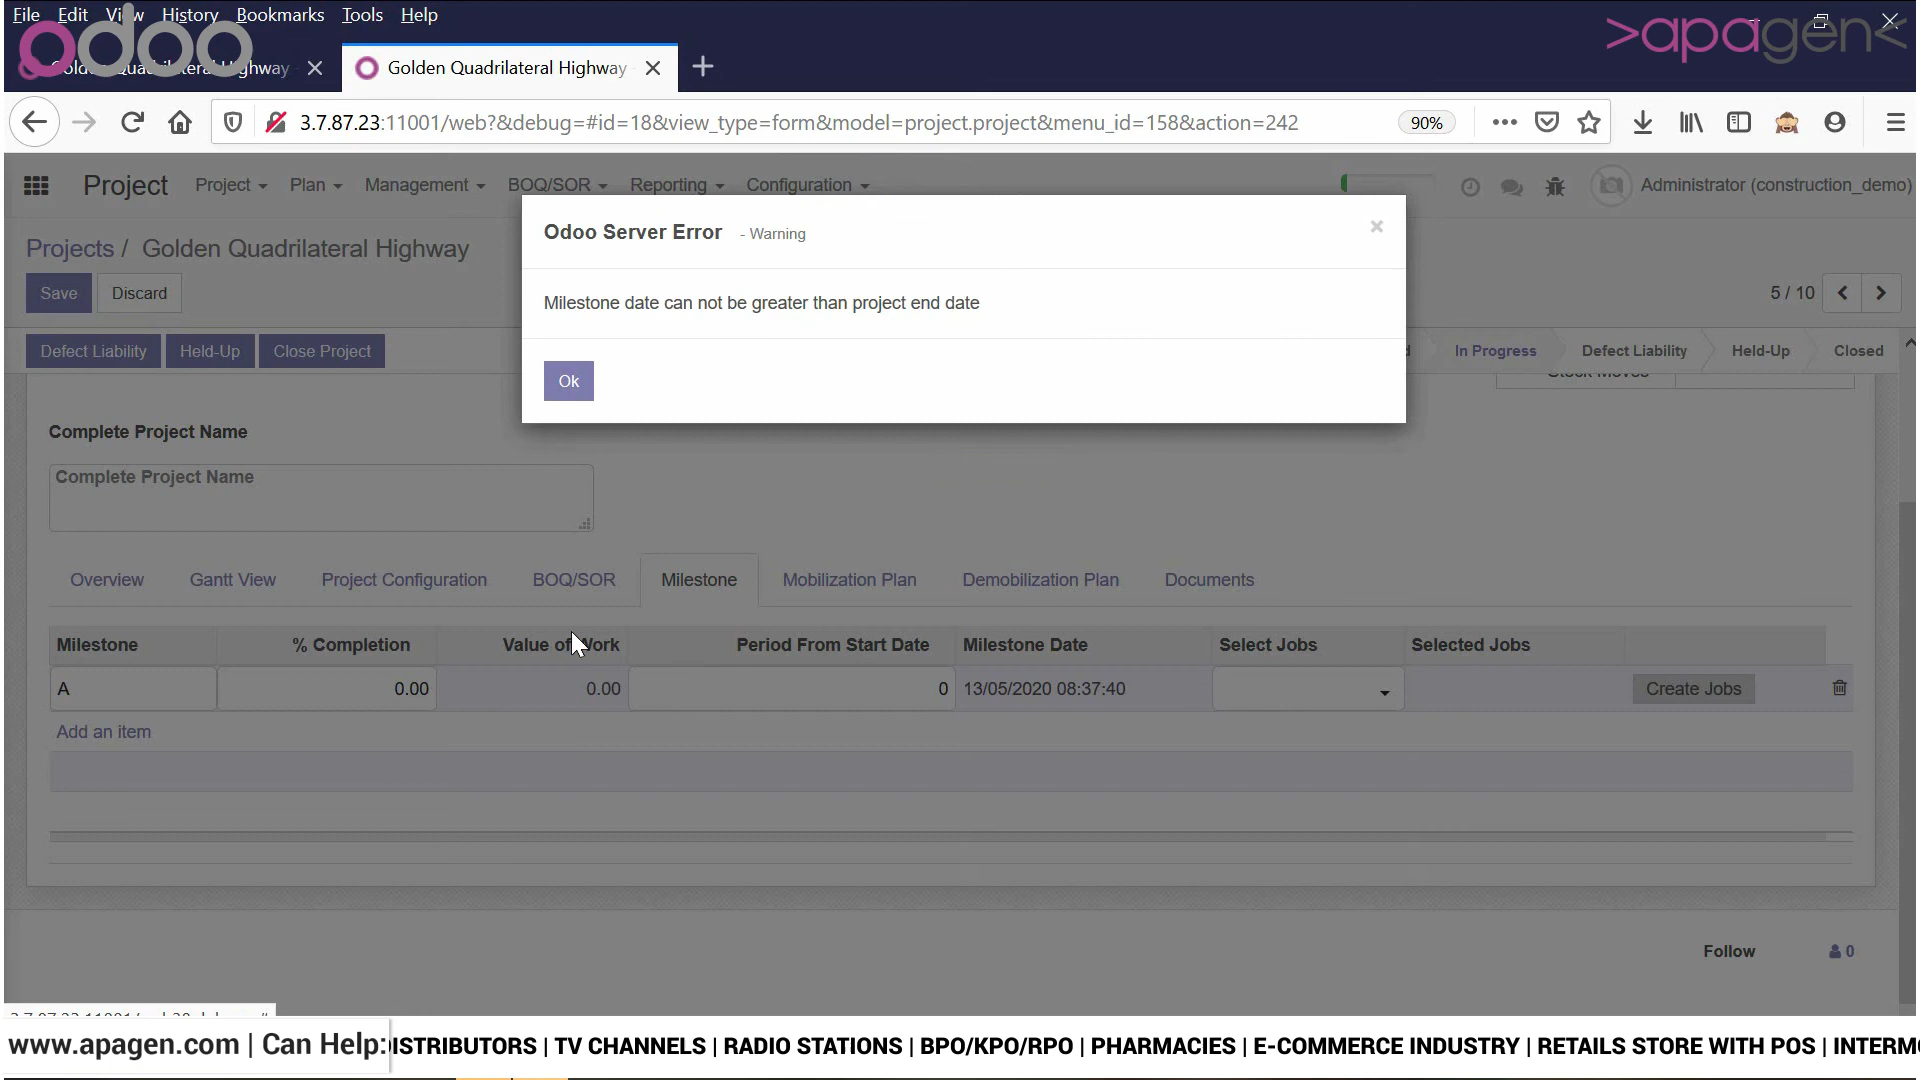 File Edit View History Bookmarks Tools Help
odoo
>apagen<
Golden Quadrilateral Highway
Golden Quadrilateral Highway
3.7.87.23:11001/web?&debug=#id=18&view_type=form&model=project.project&menu_id=158&action=242
90%
Project Project Plan Management BOQ/SOR Reporting Configuration
Administrator (construction_demo)
Odoo Server Error - Warning
Projects / Golden Quadrilateral Highway
Save Discard
5 / 10
Milestone date can not be greater than project end date
Defect Liability Held-Up Close Project
In Progress Defect Liability Held-Up Closed
Ok
Complete Project Name
Complete Project Name
Overview Gantt View Project Configuration BOQ/SOR Milestone Mobilization Plan Demobilization Plan Documents
Milestone % Completion Value of Work Period From Start Date Milestone Date Select Jobs Selected Jobs
A 0.00 0.00 0 13/05/2020 08:37:40 Create Jobs
Add an item
Follow 0
www.apagen.com | Can Help: ISTRIBUTORS | TV CHANNELS | RADIO STATIONS | BPO/KPO/RPO | PHARMACIES | E-COMMERCE INDUSTRY | RETAILS STORE WITH POS | INTERM